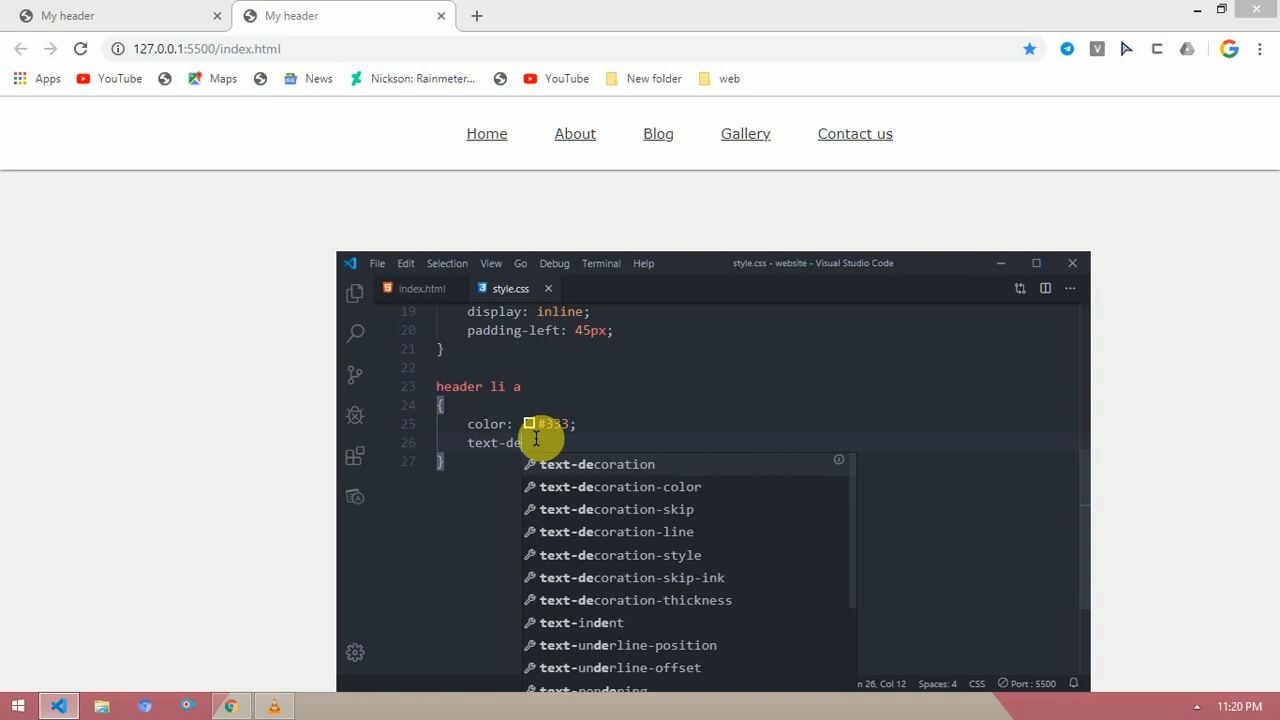 My header
My header
127.0.0.1:5500/index.html
Apps YouTube Maps News Nickson: Rainmeter... YouTube New folder web
Home About Blog Gallery Contact us
File Edit Selection View Go Debug Terminal Help style.css - website - Visual Studio Code
index.html style.css
19 display: inline;
20 padding-left: 45px;
21 }
22
23 header li a
24 {
25 color: #333;
26 text-de
27 }
text-decoration
text-decoration-color
text-decoration-skip
text-decoration-line
text-decoration-style
text-decoration-skip-ink
text-decoration-thickness
text-indent
text-underline-position
text-underline-offset
text-rendering
Ln 26, Col 12 Spaces: 4 CSS Port : 5500
11:20 PM